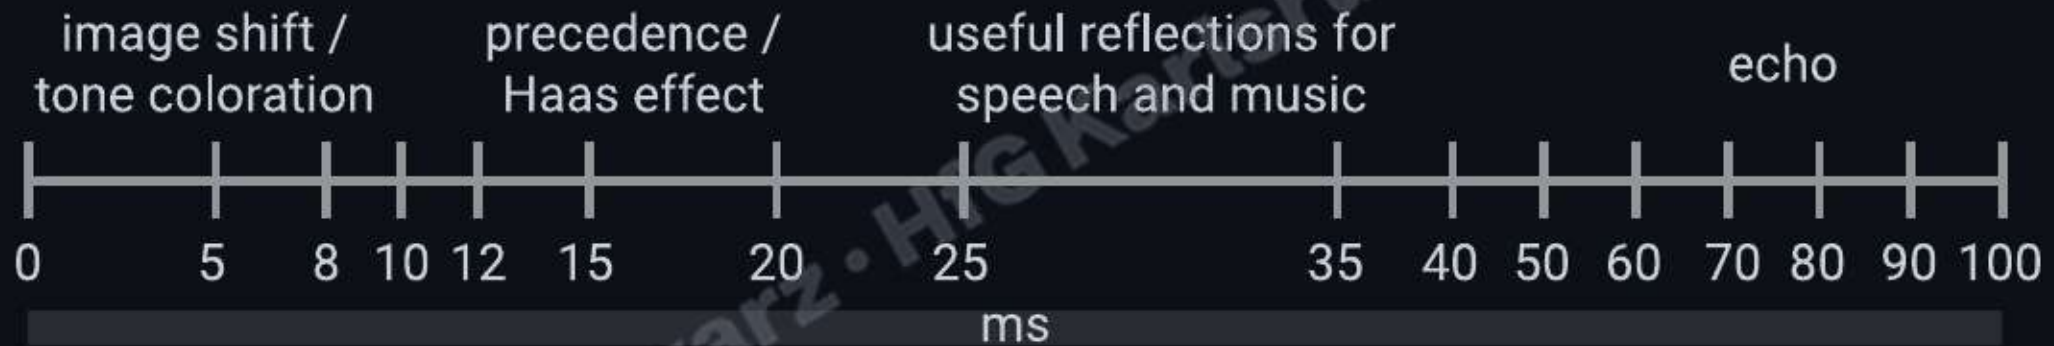 image shift /
tone coloration
precedence /
Haas effect
useful reflections for
speech and music
echo
0 5 8 10 12 15 20 25 35 40 50 60 70 80 90 100
ms
• HfG